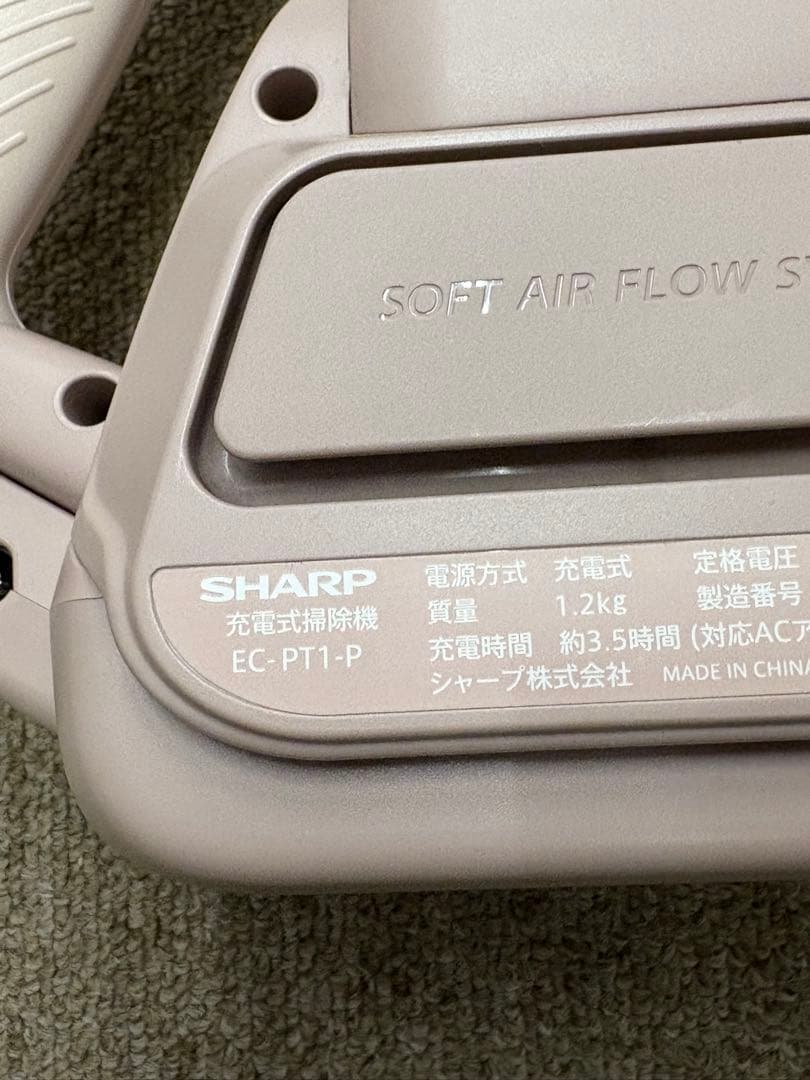 SOFT AIR FLOW
SHARP
充電式掃除機
EC-PT1-P
電源方式 充電式 定格電圧
質量 1.2kg 製造番号
充電時間 約3.5時間 (対応AC
シャープ株式会社 MADE IN CHINA